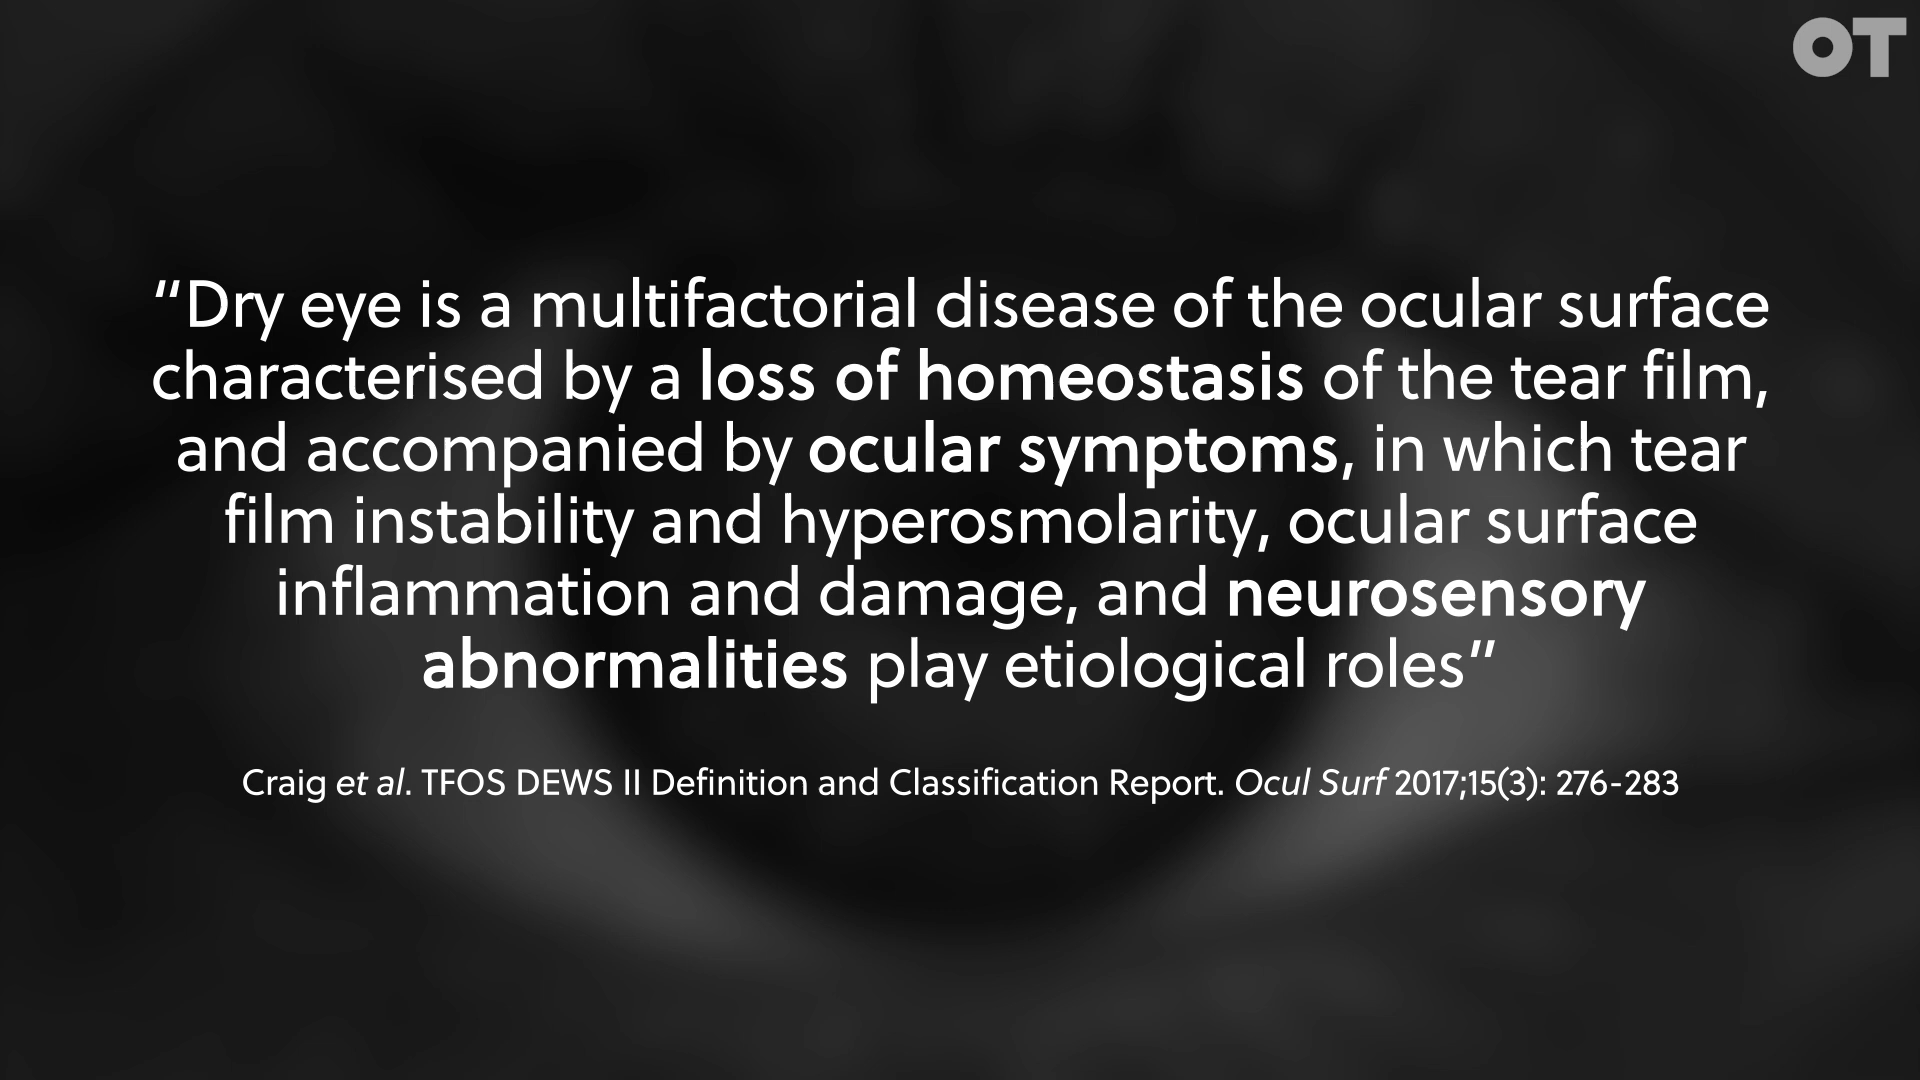 OT
“Dry eye is a multifactorial disease of the ocular surface
characterised by a loss of homeostasis of the tear film,
and accompanied by ocular symptoms, in which tear
film instability and hyperosmolarity, ocular surface
inflammation and damage, and neurosensory
abnormalities play etiological roles”
Craig et al. TFOS DEWS II Definition and Classification Report. Ocul Surf 2017;15(3): 276-283